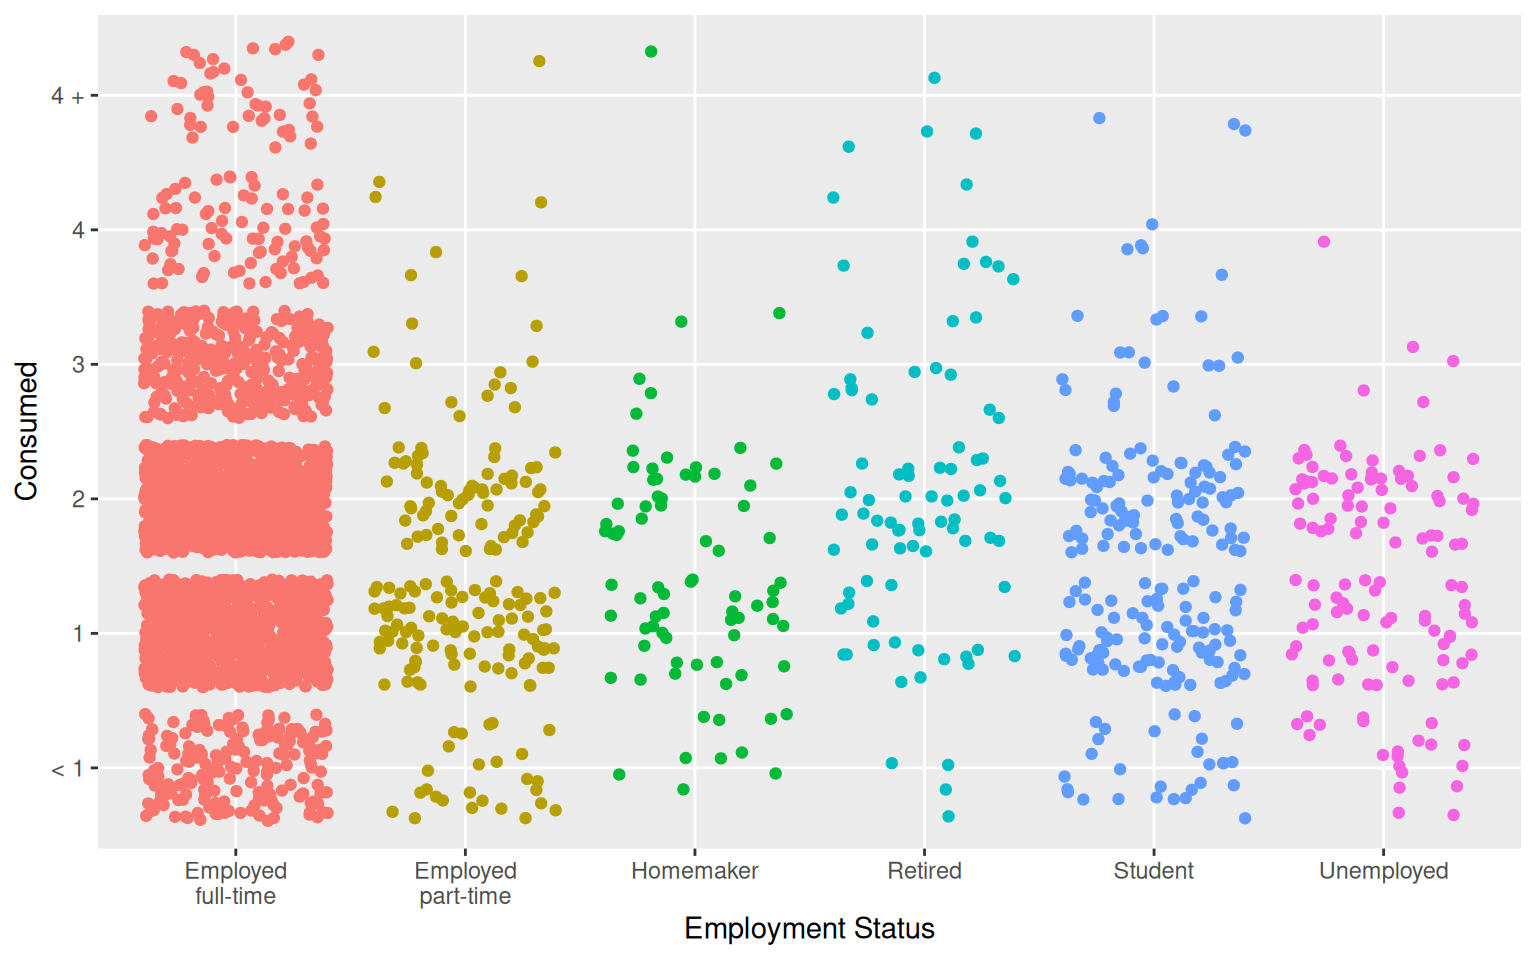 Consumed
4 +
4
3
2
1
< 1
Employed
full-time
Employed
part-time
Homemaker
Retired
Student
Unemployed
Employment Status